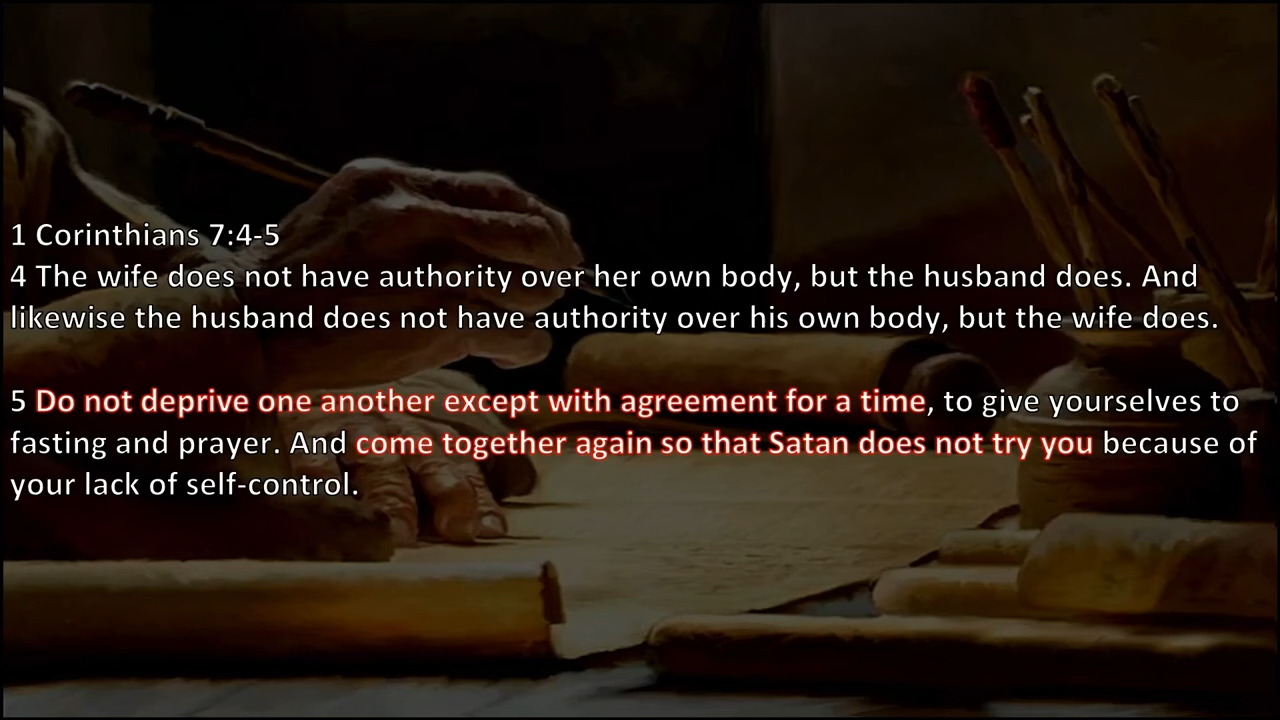 1 Corinthians 7:4-5
4 The wife does not have authority over her own body, but the husband does. And
likewise the husband does not have authority over his own body, but the wife does.
5 Do not deprive one another except with agreement for a time, to give yourselves to
fasting and prayer. And come together again so that Satan does not try you because of
your lack of self-control.